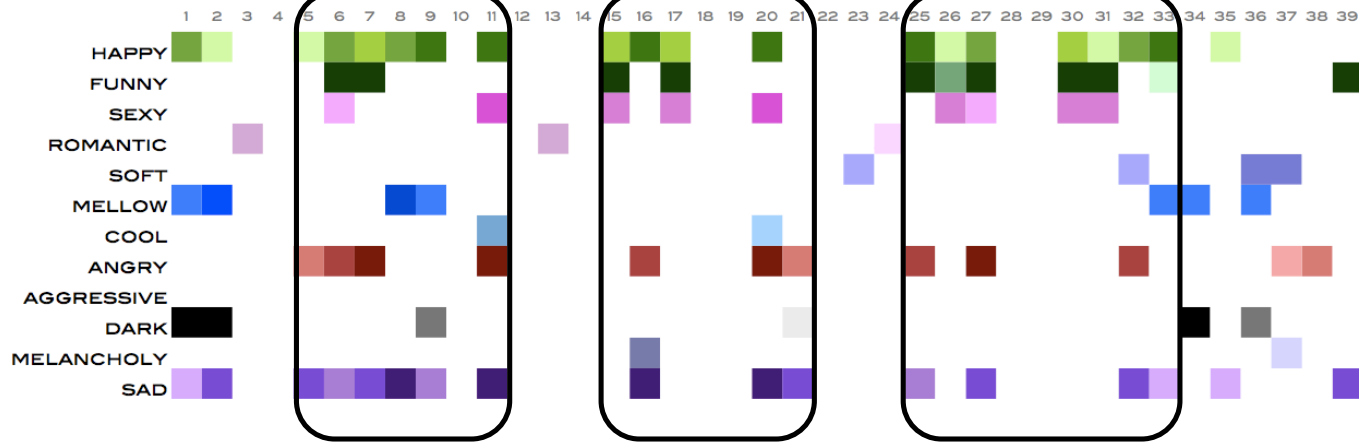 1 2 3 4 5 6 7 8 9 10 11 12 13 14 15 16 17 18 19 20 21 22 23 24 25 26 27 28 29 30 31 32 33 34 35 36 37 38 39
HAPPY
FUNNY
SEXY
ROMANTIC
SOFT
MELLOW
COOL
ANGRY
AGGRESSIVE
DARK
MELANCHOLY
SAD